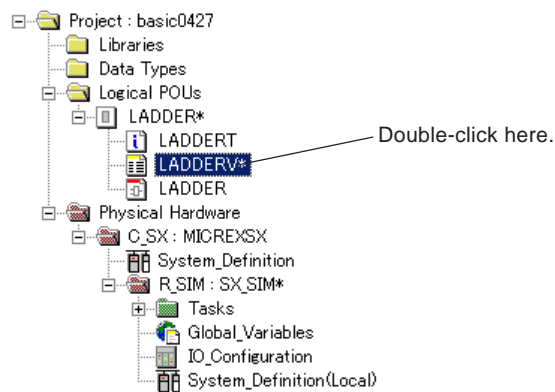 Project : basic0427
Libraries
Data Types
Logical POUs
LADDER*
LADDERT
LADDERV*
Double-click here.
LADDER
Physical Hardware
C_SX : MICREXSX
System_Definition
R_SIM : SX_SIM*
Tasks
Global_Variables
IO_Configuration
System_Definition(Local)